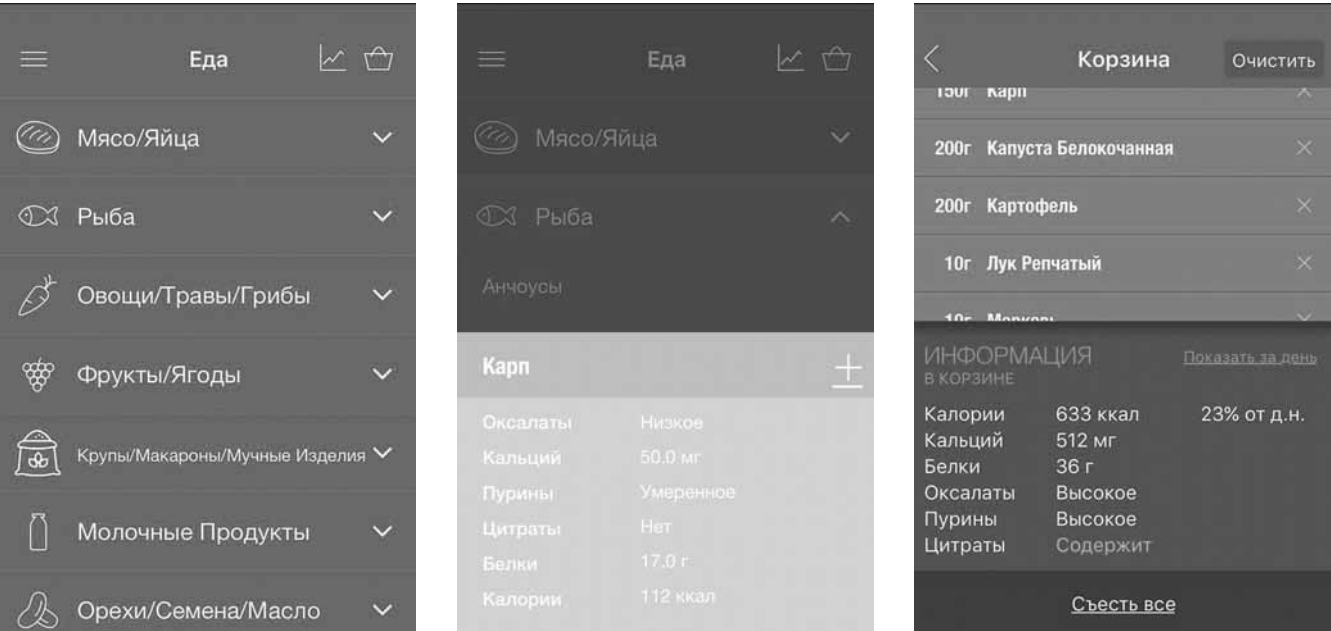 Еда
Мясо/Яйца
Рыба
Овощи/Травы/Грибы
Фрукты/Ягоды
Крупы/Макароны/Мучные Изделия
Молочные Продукты
Орехи/Семена/Масло
Еда
Мясо/Яйца
Рыба
Анчоусы
Карп
Оксалаты Низкое
Кальций 50.0 мг
Пурины Умеренное
Цитраты Нет
Белки 17.0 г
Калории 112 ккал
Корзина Очистить
150г Карп
200г Капуста Белокочанная
200г Картофель
10г Лук Репчатый
10г Морковь
ИНФОРМАЦИЯ Показать за день
В КОРЗИНЕ
Калории 633 ккал 23% от д.н.
Кальций 512 мг
Белки 36 г
Оксалаты Высокое
Пурины Высокое
Цитраты Содержит
Съесть все